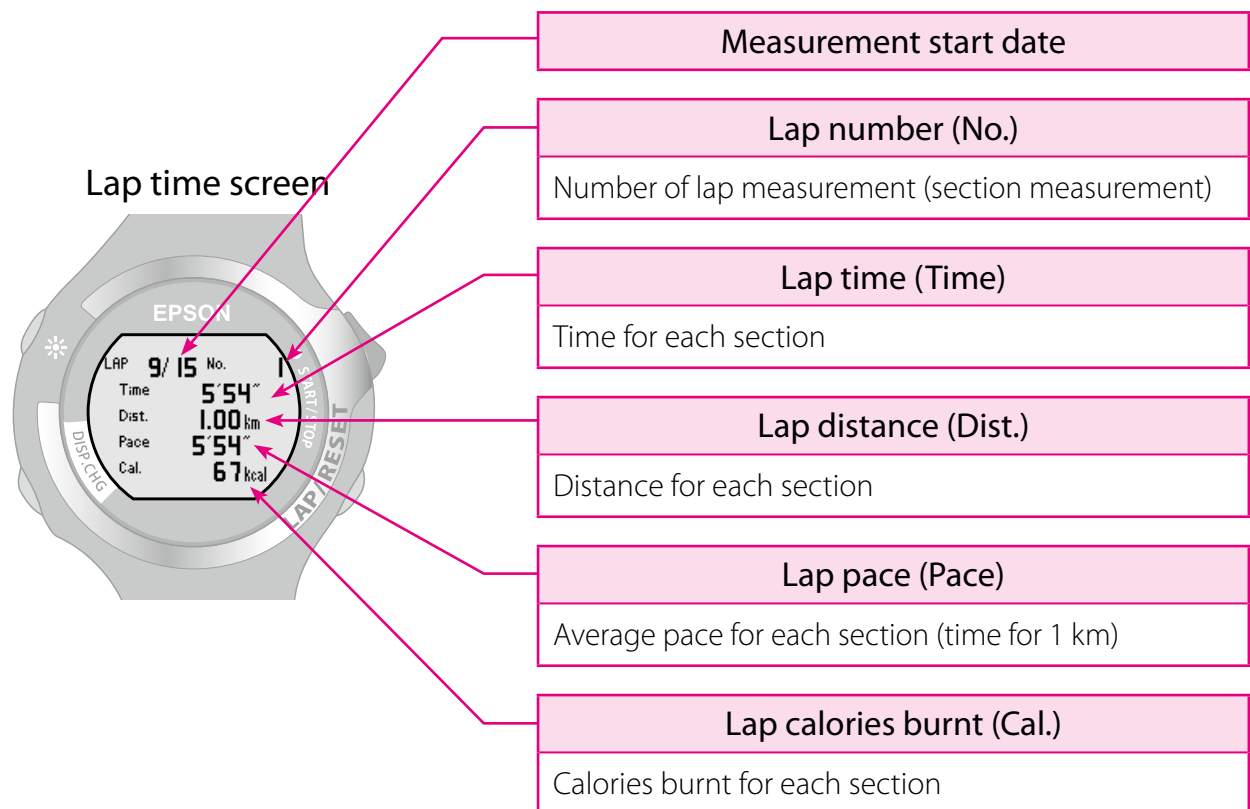 Measurement start date
Lap number (No.)
Number of lap measurement (section measurement)
Lap time screen
Lap time (Time)
Time for each section
EPSON
LAP 9/15 No. 1
Time 5´54˝
Dist. 1.00 km
Pace 5´54˝
Cal. 67 kcal
START/STOP
LAP/RESET
DISP.CHG
Lap distance (Dist.)
Distance for each section
Lap pace (Pace)
Average pace for each section (time for 1 km)
Lap calories burnt (Cal.)
Calories burnt for each section